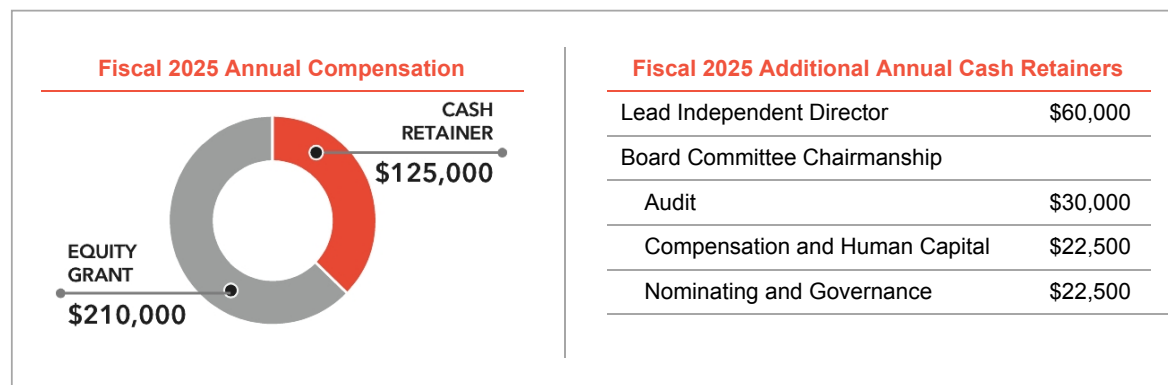 Fiscal 2025 Annual Compensation
CASH
RETAINER
$125,000
EQUITY
GRANT
$210,000
Fiscal 2025 Additional Annual Cash Retainers
Lead Independent Director $60,000
Board Committee Chairmanship
Audit $30,000
Compensation and Human Capital $22,500
Nominating and Governance $22,500